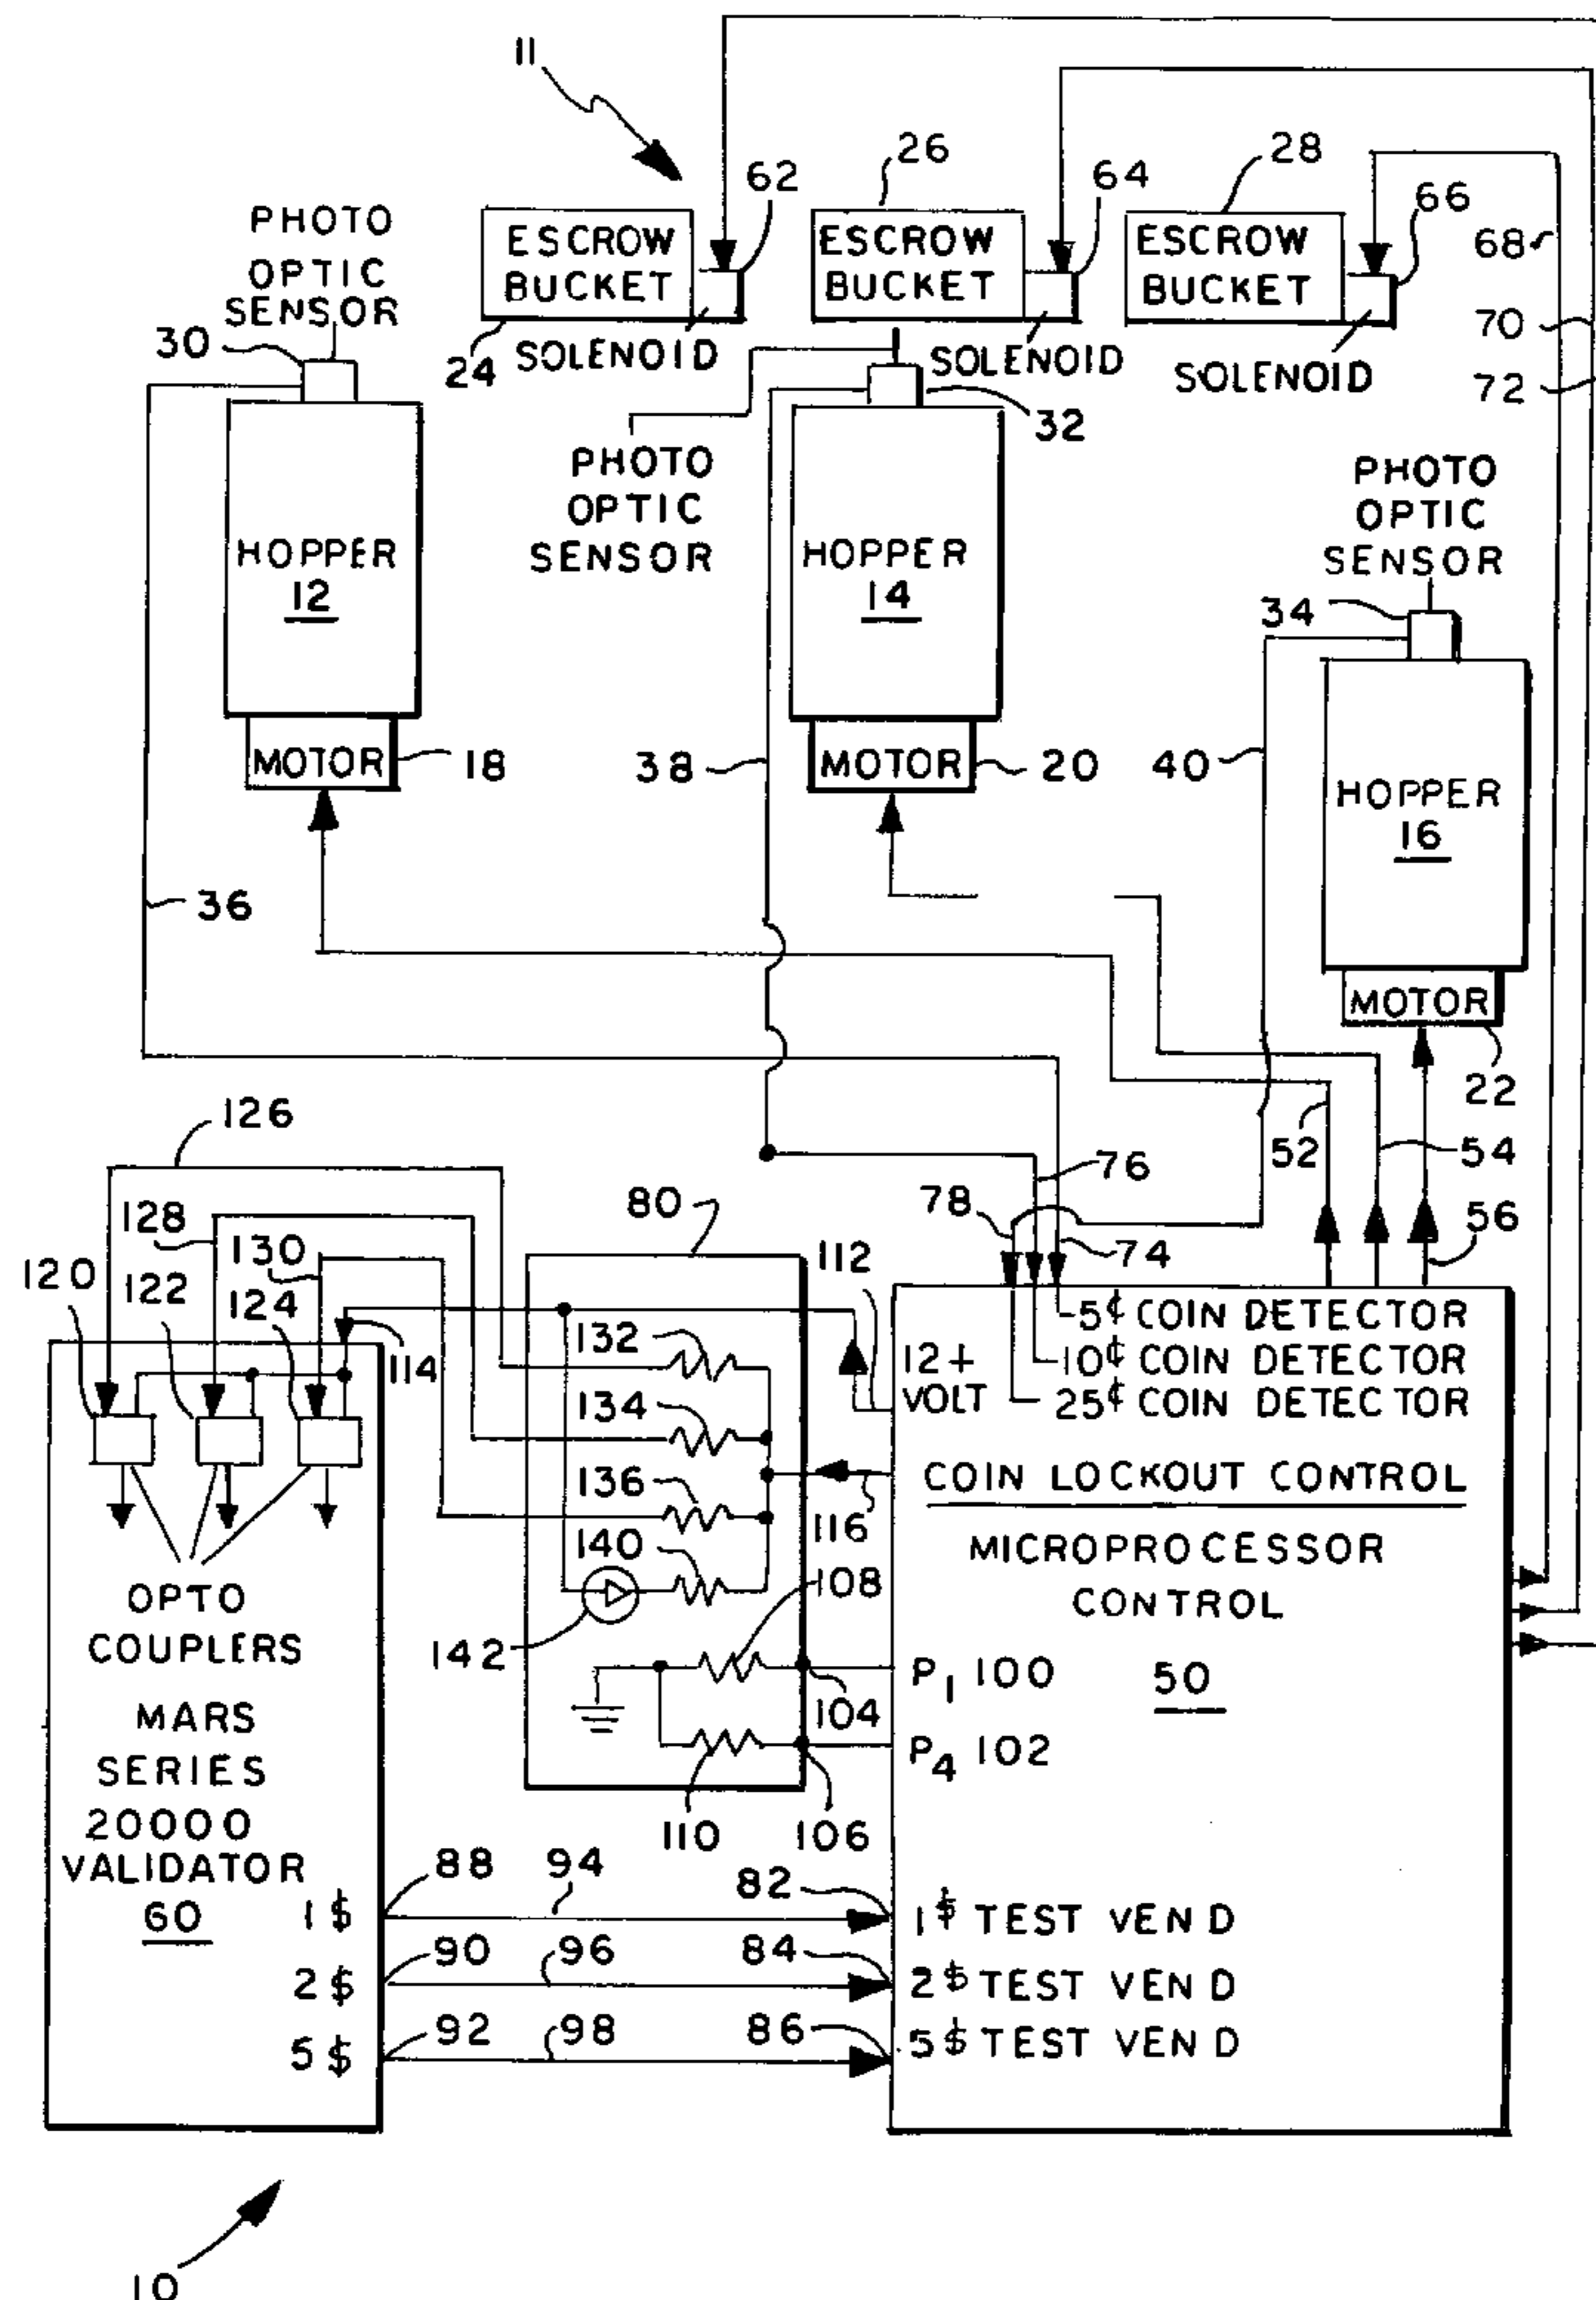 11
62
26
64
28
66
68
70
72
PHOTO
OPTIC
SENSOR
30
ESCROW
BUCKET
24
SOLENOID
ESCROW
BUCKET
SOLENOID
ESCROW
BUCKET
SOLENOID
32
PHOTO
OPTIC
SENSOR
PHOTO
OPTIC
SENSOR
34
HOPPER
12
HOPPER
14
HOPPER
16
MOTOR
18
38
MOTOR
20
40
36
MOTOR
22
52
54
56
126
128
130
120
122
124
114
80
112
78
76
74
132
134
136
140
142
108
104
110
106
116
12+
VOLT
5¢ COIN DETECTOR
10¢ COIN DETECTOR
25¢ COIN DETECTOR
COIN LOCKOUT CONTROL
MICROPROCESSOR
CONTROL
50
P1 100
P4 102
OPTO
COUPLERS
MARS
SERIES
20000
VALIDATOR
60
1$
88
94
82
1$ TEST VEND
2$
90
96
84
2$ TEST VEND
5$
92
98
86
5$ TEST VEND
10